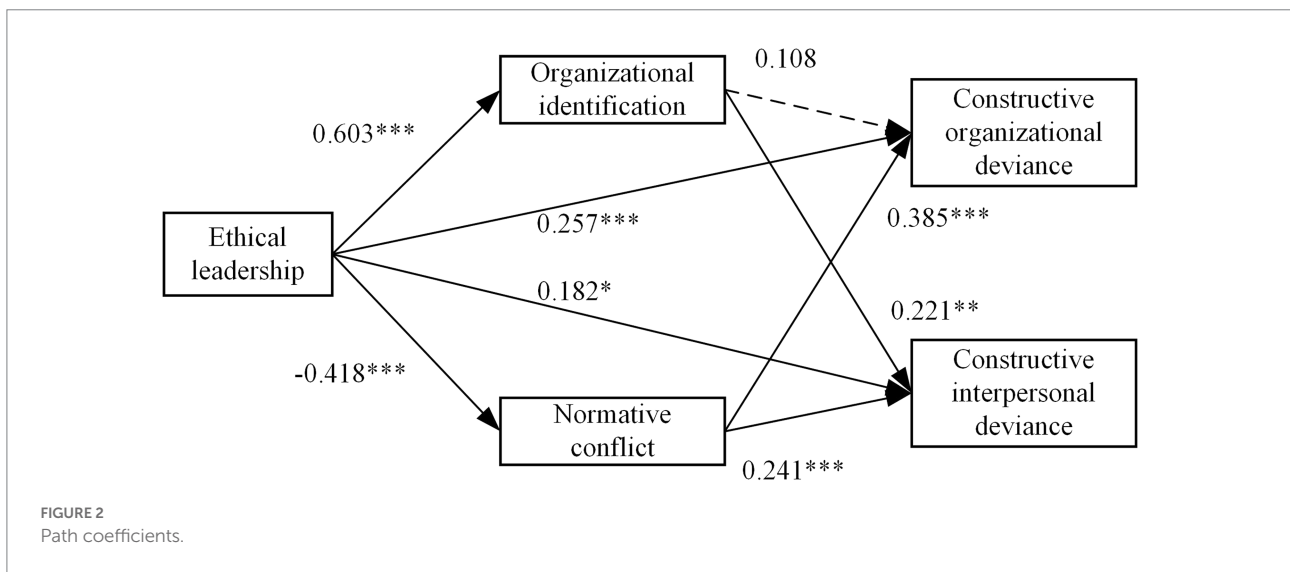 Organizational
identification
0.108
Constructive
organizational
deviance
0.603***
0.257***
0.385***
Ethical
leadership
0.182*
0.221**
-0.418***
Constructive
interpersonal
deviance
Normative
conflict
0.241***
FIGURE 2
Path coefficients.